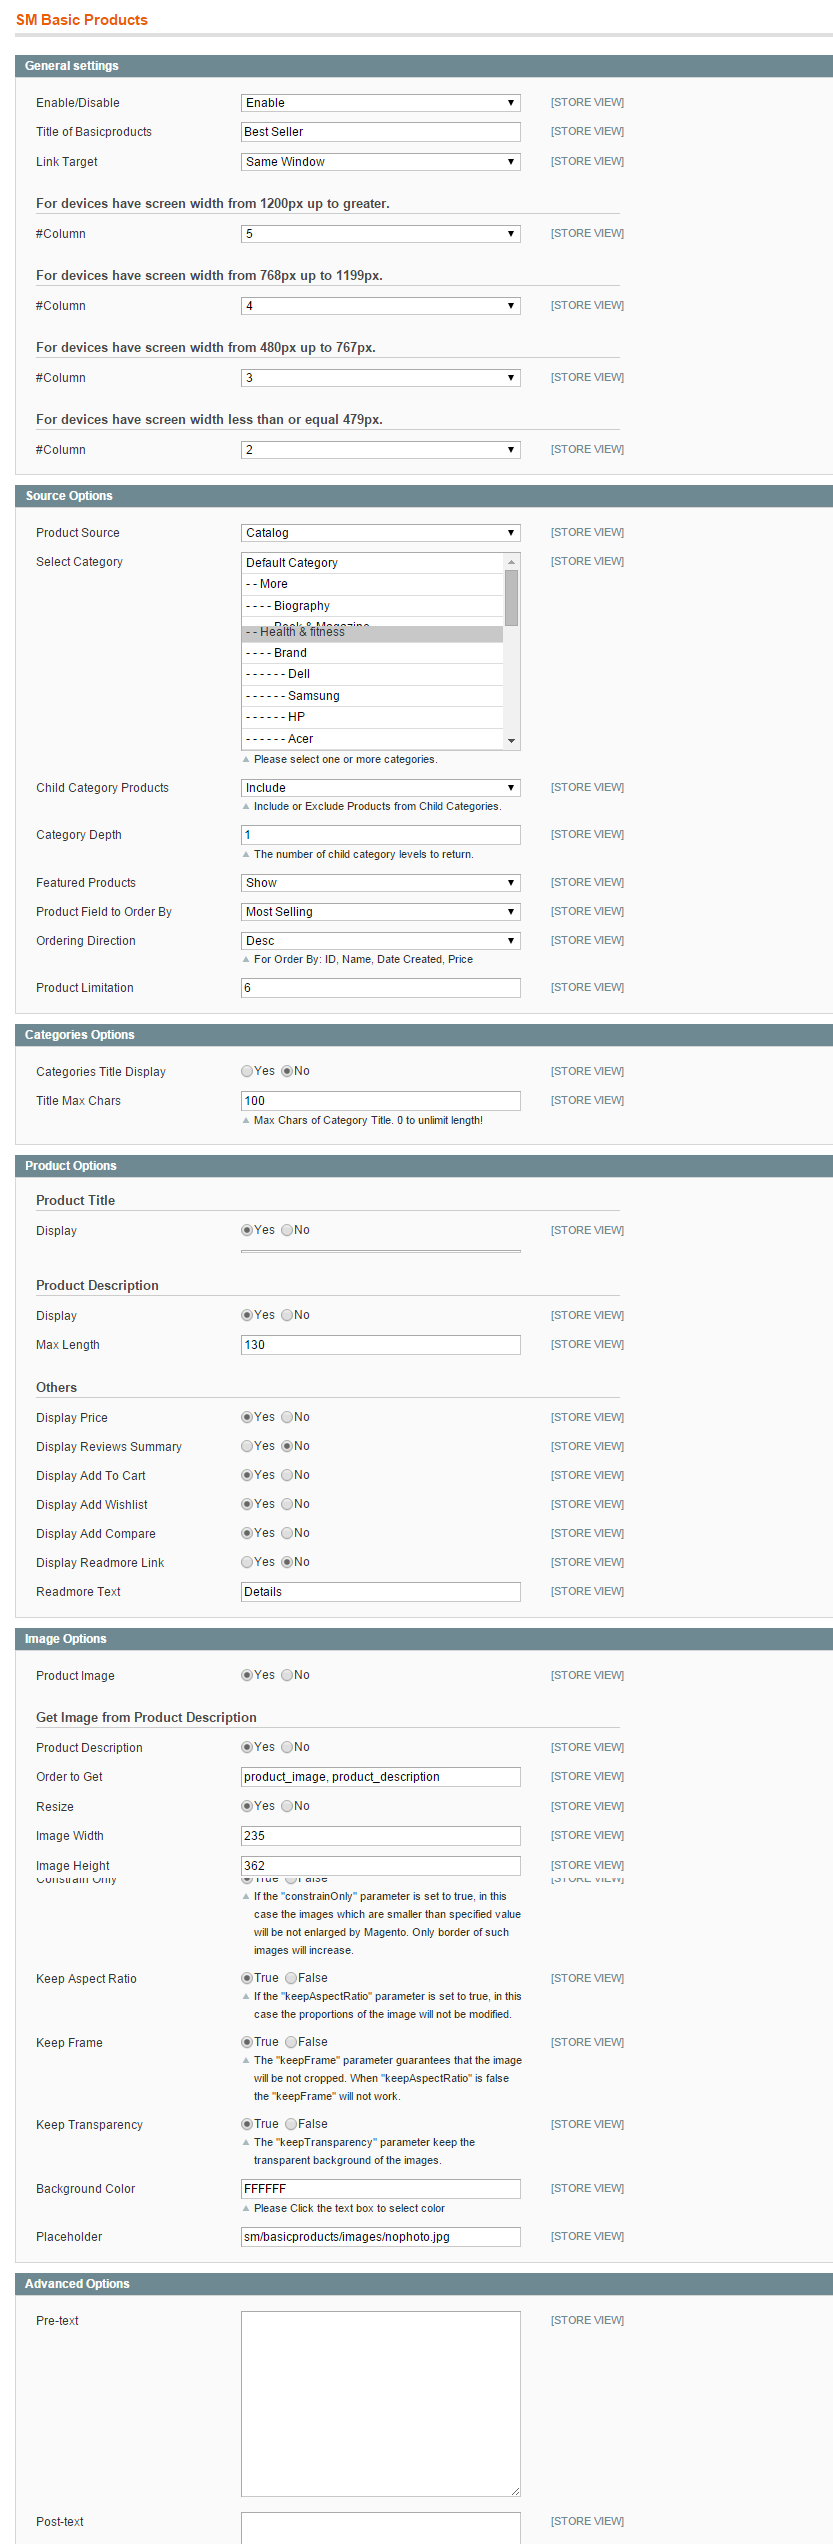 SM Basic Products
General settings
Enable/Disable Enable [STORE VIEW]
Title of Basicproducts Best Seller [STORE VIEW]
Link Target Same Window [STORE VIEW]
For devices have screen width from 1200px up to greater.
#Column 5 [STORE VIEW]
For devices have screen width from 768px up to 1199px.
#Column 4 [STORE VIEW]
For devices have screen width from 480px up to 767px.
#Column 3 [STORE VIEW]
For devices have screen width less than or equal 479px.
#Column 2 [STORE VIEW]
Source Options
Product Source Catalog [STORE VIEW]
Select Category Default Category [STORE VIEW]
- - More
- - - - Biography
Book & Magazine
- - Health & fitness
- - - - Brand
- - - - - - Dell
- - - - - - Samsung
- - - - - - HP
- - - - - - Acer
Please select one or more categories.
Child Category Products Include [STORE VIEW]
Include or Exclude Products from Child Categories.
Category Depth 1 [STORE VIEW]
The number of child category levels to return.
Featured Products Show [STORE VIEW]
Product Field to Order By Most Selling [STORE VIEW]
Ordering Direction Desc [STORE VIEW]
For Order By: ID, Name, Date Created, Price
Product Limitation 6 [STORE VIEW]
Categories Options
Categories Title Display Yes No [STORE VIEW]
Title Max Chars 100 [STORE VIEW]
Max Chars of Category Title. 0 to unlimit length!
Product Options
Product Title
Display Yes No [STORE VIEW]
Product Description
Display Yes No [STORE VIEW]
Max Length 130 [STORE VIEW]
Others
Display Price Yes No [STORE VIEW]
Display Reviews Summary Yes No [STORE VIEW]
Display Add To Cart Yes No [STORE VIEW]
Display Add Wishlist Yes No [STORE VIEW]
Display Add Compare Yes No [STORE VIEW]
Display Readmore Link Yes No [STORE VIEW]
Readmore Text Details [STORE VIEW]
Image Options
Product Image Yes No [STORE VIEW]
Get Image from Product Description
Product Description Yes No [STORE VIEW]
Order to Get product_image, product_description [STORE VIEW]
Resize Yes No [STORE VIEW]
Image Width 235 [STORE VIEW]
Image Height 362 [STORE VIEW]
Constrain Only True False [STORE VIEW]
If the "constrainOnly" parameter is set to true, in this
case the images which are smaller than specified value
will be not enlarged by Magento. Only border of such
images will increase.
Keep Aspect Ratio True False [STORE VIEW]
If the "keepAspectRatio" parameter is set to true, in this
case the proportions of the image will not be modified.
Keep Frame True False [STORE VIEW]
The "keepFrame" parameter guarantees that the image
will be not cropped. When "keepAspectRatio" is false
the "keepFrame" will not work.
Keep Transparency True False [STORE VIEW]
The "keepTransparency" parameter keep the
transparent background of the images.
Background Color FFFFFF [STORE VIEW]
Please Click the text box to select color
Placeholder sm/basicproducts/images/nophoto.jpg [STORE VIEW]
Advanced Options
Pre-text [STORE VIEW]
Post-text [STORE VIEW]